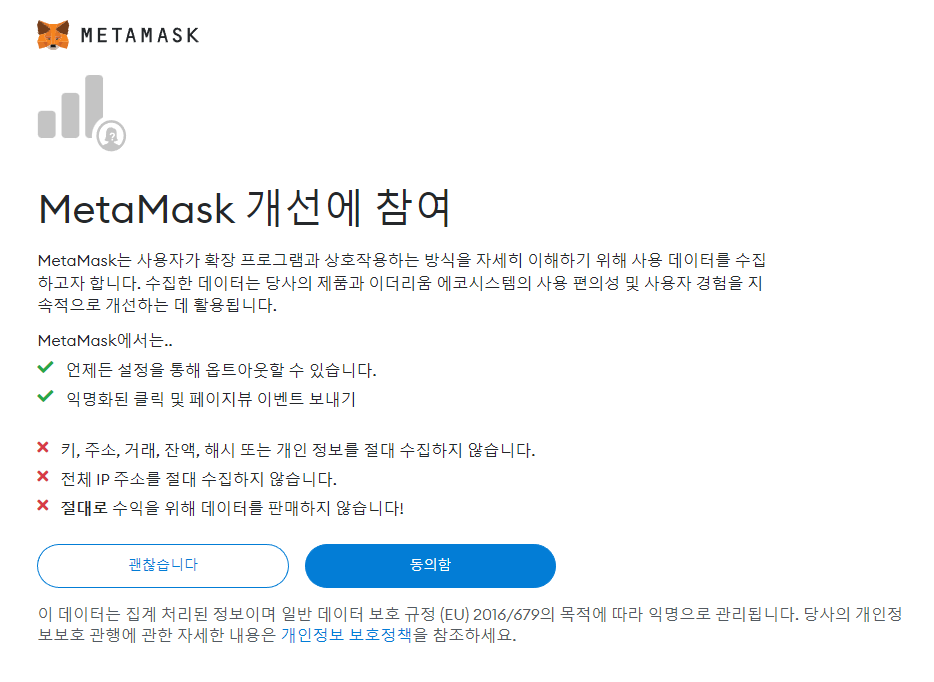 METAMASK
MetaMask 개선에 참여
MetaMask는 사용자가 확장 프로그램과 상호작용하는 방식을 자세히 이해하기 위해 사용 데이터를 수집
하고자 합니다. 수집한 데이터는 당사의 제품과 이더리움 에코시스템의 사용 편의성 및 사용자 경험을 지
속적으로 개선하는 데 활용됩니다.
MetaMask에서는..
언제든 설정을 통해 옵트아웃할 수 있습니다.
익명화된 클릭 및 페이지뷰 이벤트 보내기
키, 주소, 거래, 잔액, 해시 또는 개인 정보를 절대 수집하지 않습니다.
전체 IP 주소를 절대 수집하지 않습니다.
절대로 수익을 위해 데이터를 판매하지 않습니다!
괜찮습니다
동의함
이 데이터는 집계 처리된 정보이며 일반 데이터 보호 규정 (EU) 2016/679의 목적에 따라 익명으로 관리됩니다. 당사의 개인정
보보호 관행에 관한 자세한 내용은 개인정보 보호정책을 참조하세요.